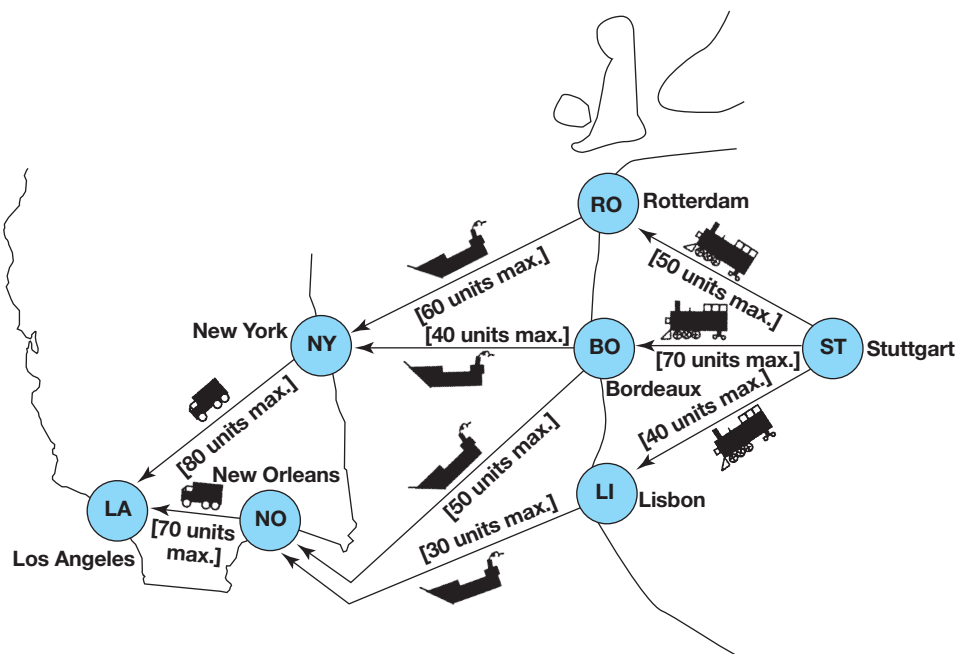 RO
Rotterdam
[60 units max.]
[50 units max.]
New York
NY
[40 units max.]
BO
Bordeaux
[70 units max.]
ST
Stuttgart
[80 units max.]
[40 units max.]
New Orleans
[50 units max.]
LI
Lisbon
LA
Los Angeles
NO
[70 units
max.]
[30 units max.]